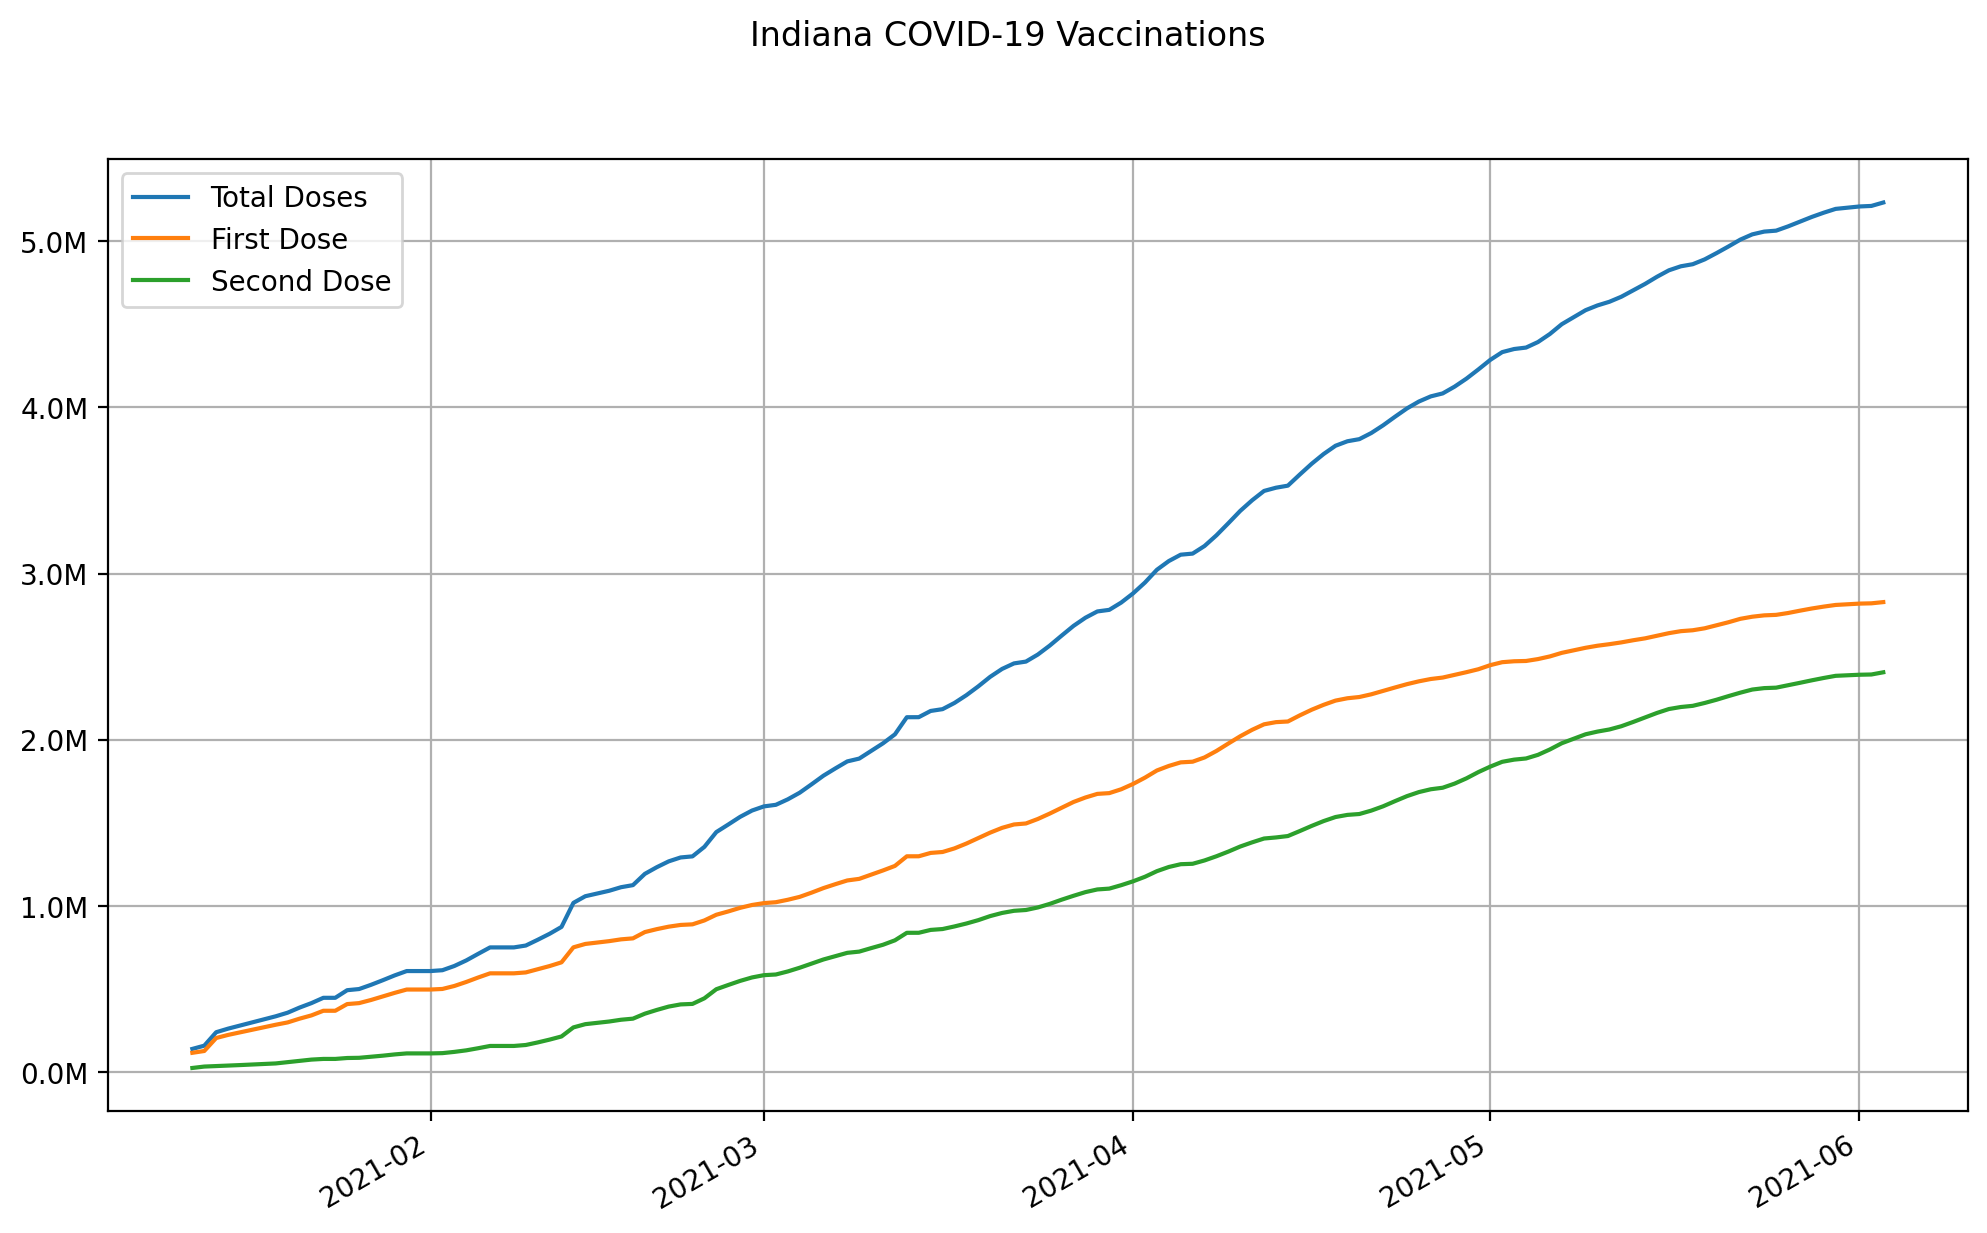 Indiana COVID-19 Vaccinations
Total Doses
First Dose
Second Dose
5.0M
4.0M
3.0M
2.0M
1.0M
0.0M
2021-02
2021-03
2021-04
2021-05
2021-06